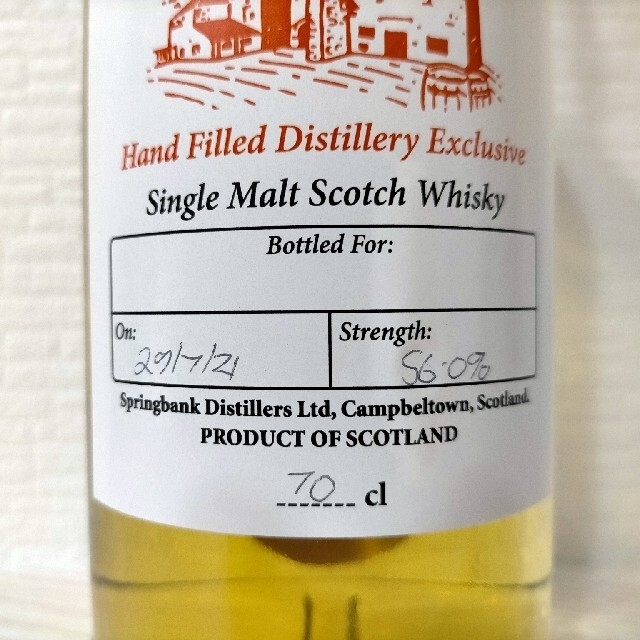 Hand Filled Distillery Exclusive
Single Malt Scotch Whisky
Bottled For:
On:
29/7/21
Strength:
56.0%
Springbank Distillers Ltd, Campbeltown, Scotland.
PRODUCT OF SCOTLAND
70 cl